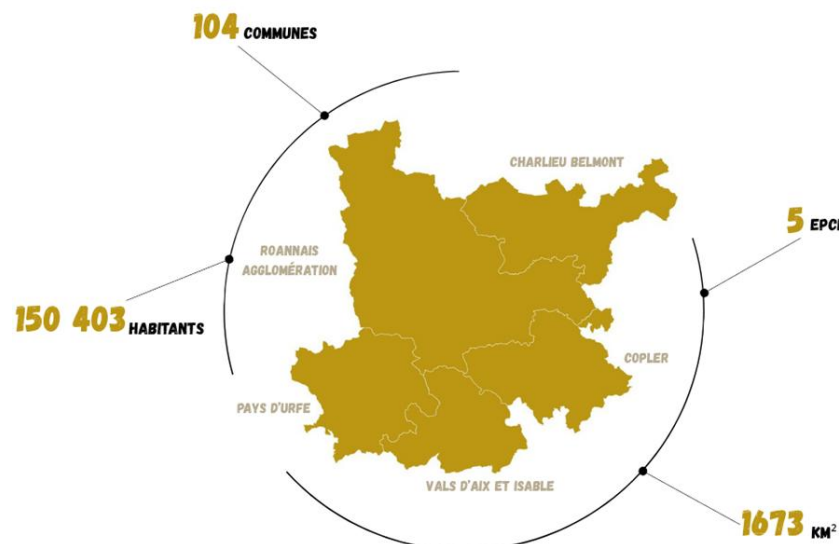 104 COMMUNES
CHARLIEU BELMONT
5 EPCI
ROANNAIS
AGGLOMÉRATION
150 403 HABITANTS
COPLER
PAYS D'URFE
VALS D'AIX ET ISABLE
1673 KM²